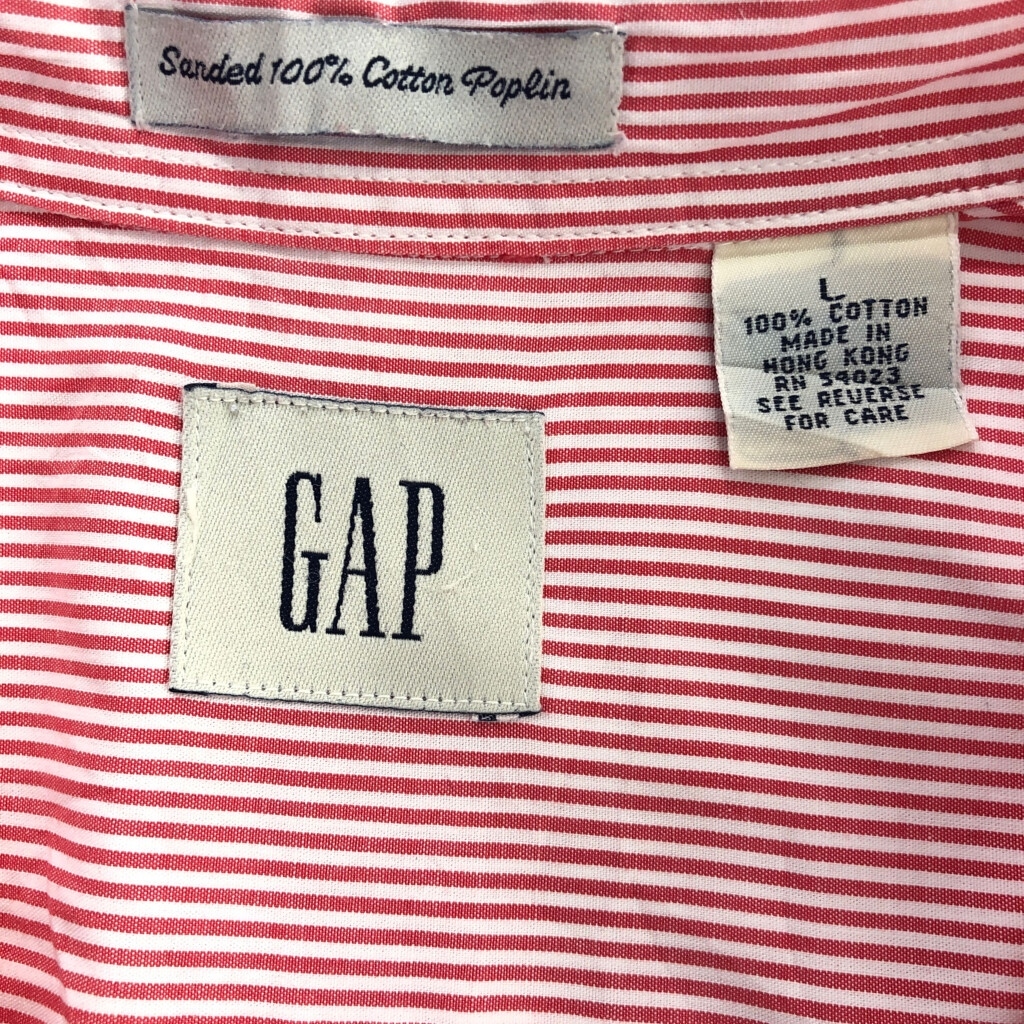 Sanded 100% Cotton Poplin
L
100% COTTON
MADE IN
HONG KONG
RN 54023
SEE REVERSE
FOR CARE
GAP